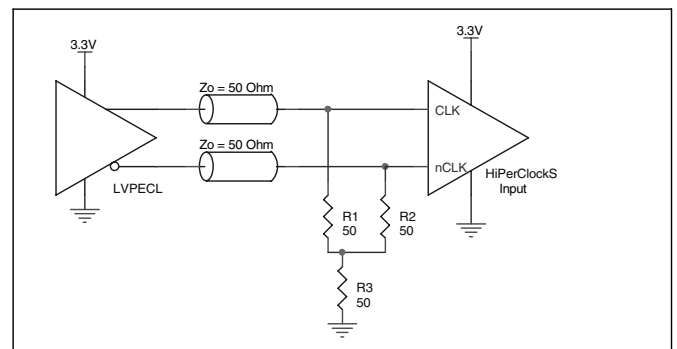 3.3V
3.3V
Zo = 50 Ohm
CLK
Zo = 50 Ohm
nCLK
HiPerClockS
Input
LVPECL
R1
50
R2
50
R3
50